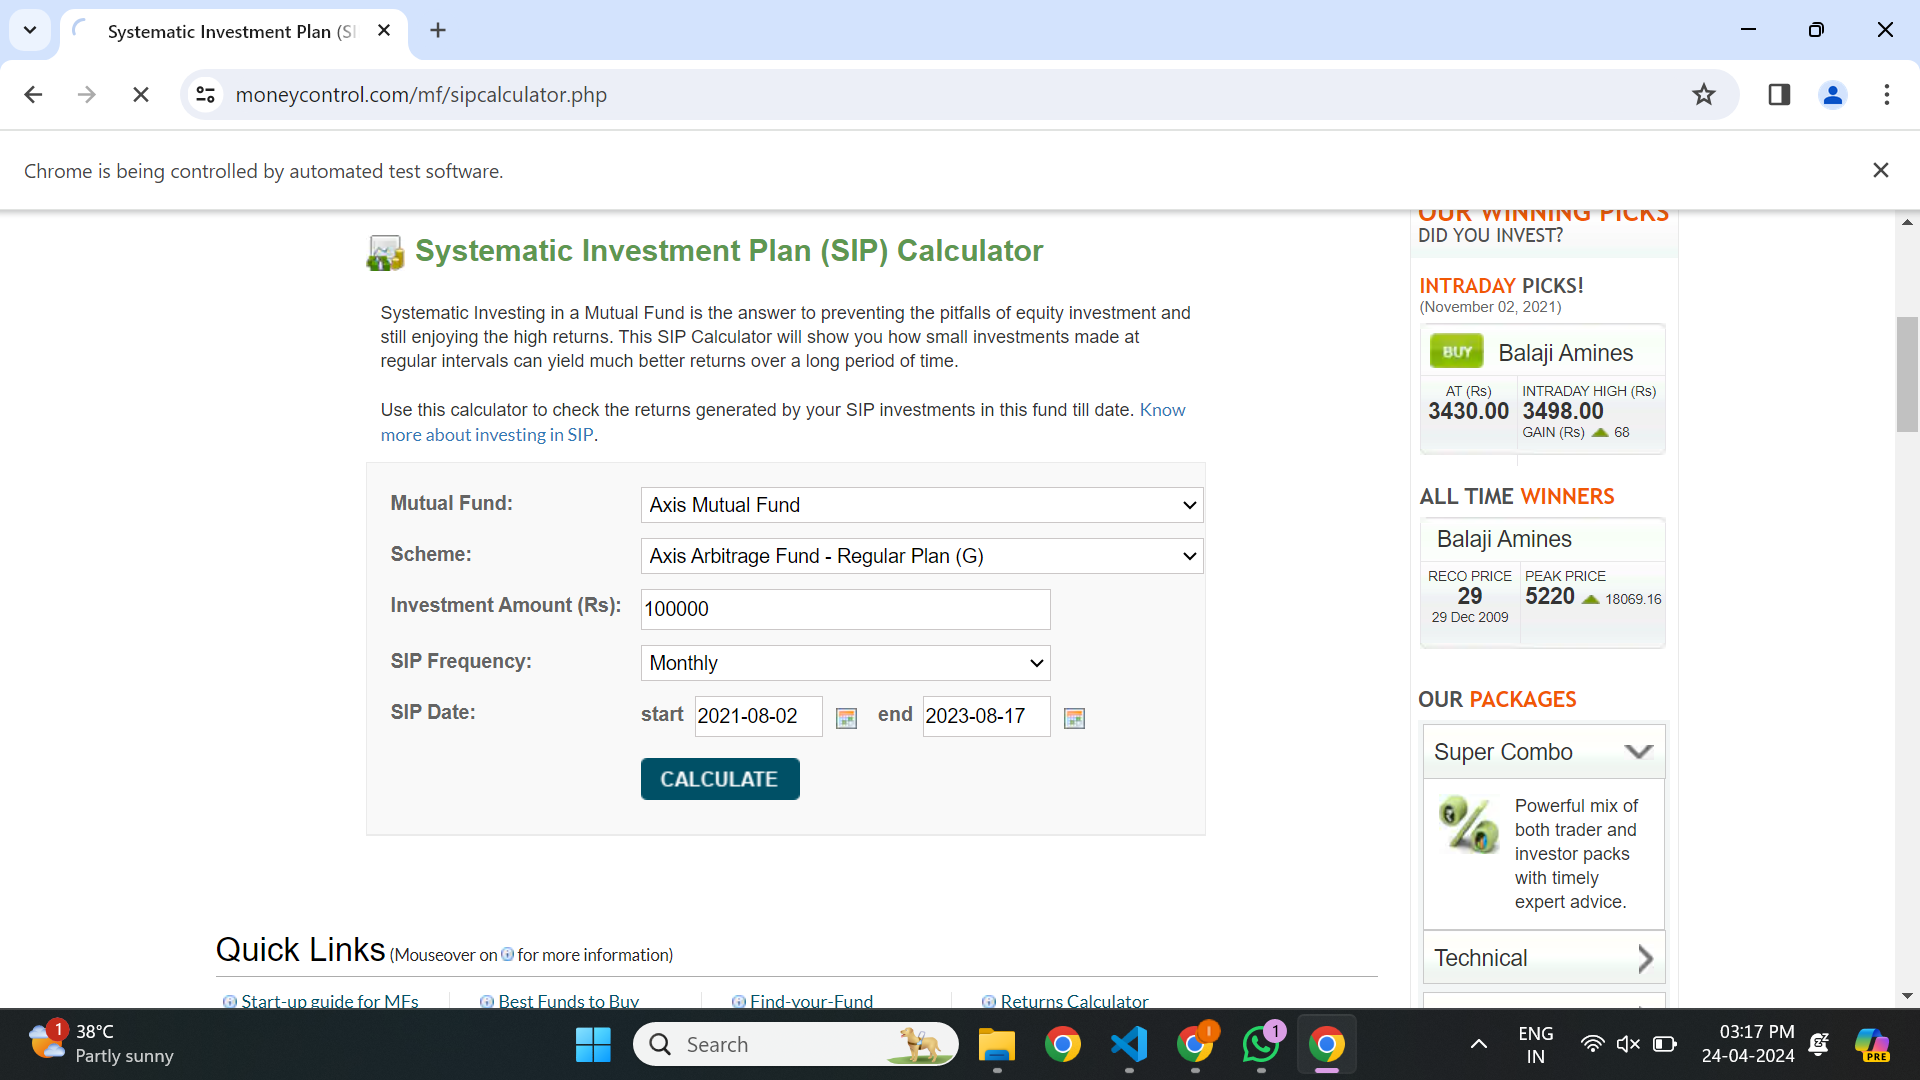 Systematic Investment Plan (SI
moneycontrol.com/mf/sipcalculator.php
Chrome is being controlled by automated test software.
Systematic Investment Plan (SIP) Calculator
Systematic Investing in a Mutual Fund is the answer to preventing the pitfalls of equity investment and
still enjoying the high returns. This SIP Calculator will show you how small investments made at
regular intervals can yield much better returns over a long period of time.
Use this calculator to check the returns generated by your SIP investments in this fund till date. Know
more about investing in SIP.
Mutual Fund: Axis Mutual Fund
Scheme: Axis Arbitrage Fund - Regular Plan (G)
Investment Amount (Rs): 100000
SIP Frequency: Monthly
SIP Date: start 2021-08-02 end 2023-08-17
CALCULATE
Quick Links (Mouseover on for more information)
Start-up guide for MFs Best Funds to Buy Find-your-Fund Returns Calculator
OUR WINNING PICKS
DID YOU INVEST?
INTRADAY PICKS!
(November 02, 2021)
BUY Balaji Amines
AT (Rs) INTRADAY HIGH (Rs)
3430.00 3498.00
GAIN (Rs) 68
ALL TIME WINNERS
Balaji Amines
RECO PRICE PEAK PRICE
29 5220 18069.16
29 Dec 2009
OUR PACKAGES
Super Combo
Powerful mix of
both trader and
investor packs
with timely
expert advice.
Technical
1 38°C
Partly sunny
Search
1
ENG
IN
03:17 PM
24-04-2024
PRE